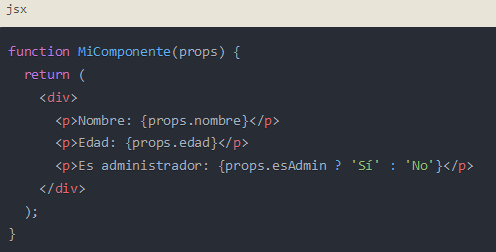 jsx
function MiComponente(props) {
  return (
    <div>
      <p>Nombre: {props.nombre}</p>
      <p>Edad: {props.edad}</p>
      <p>Es administrador: {props.esAdmin ? 'Sí' : 'No'}</p>
    </div>
  );
}